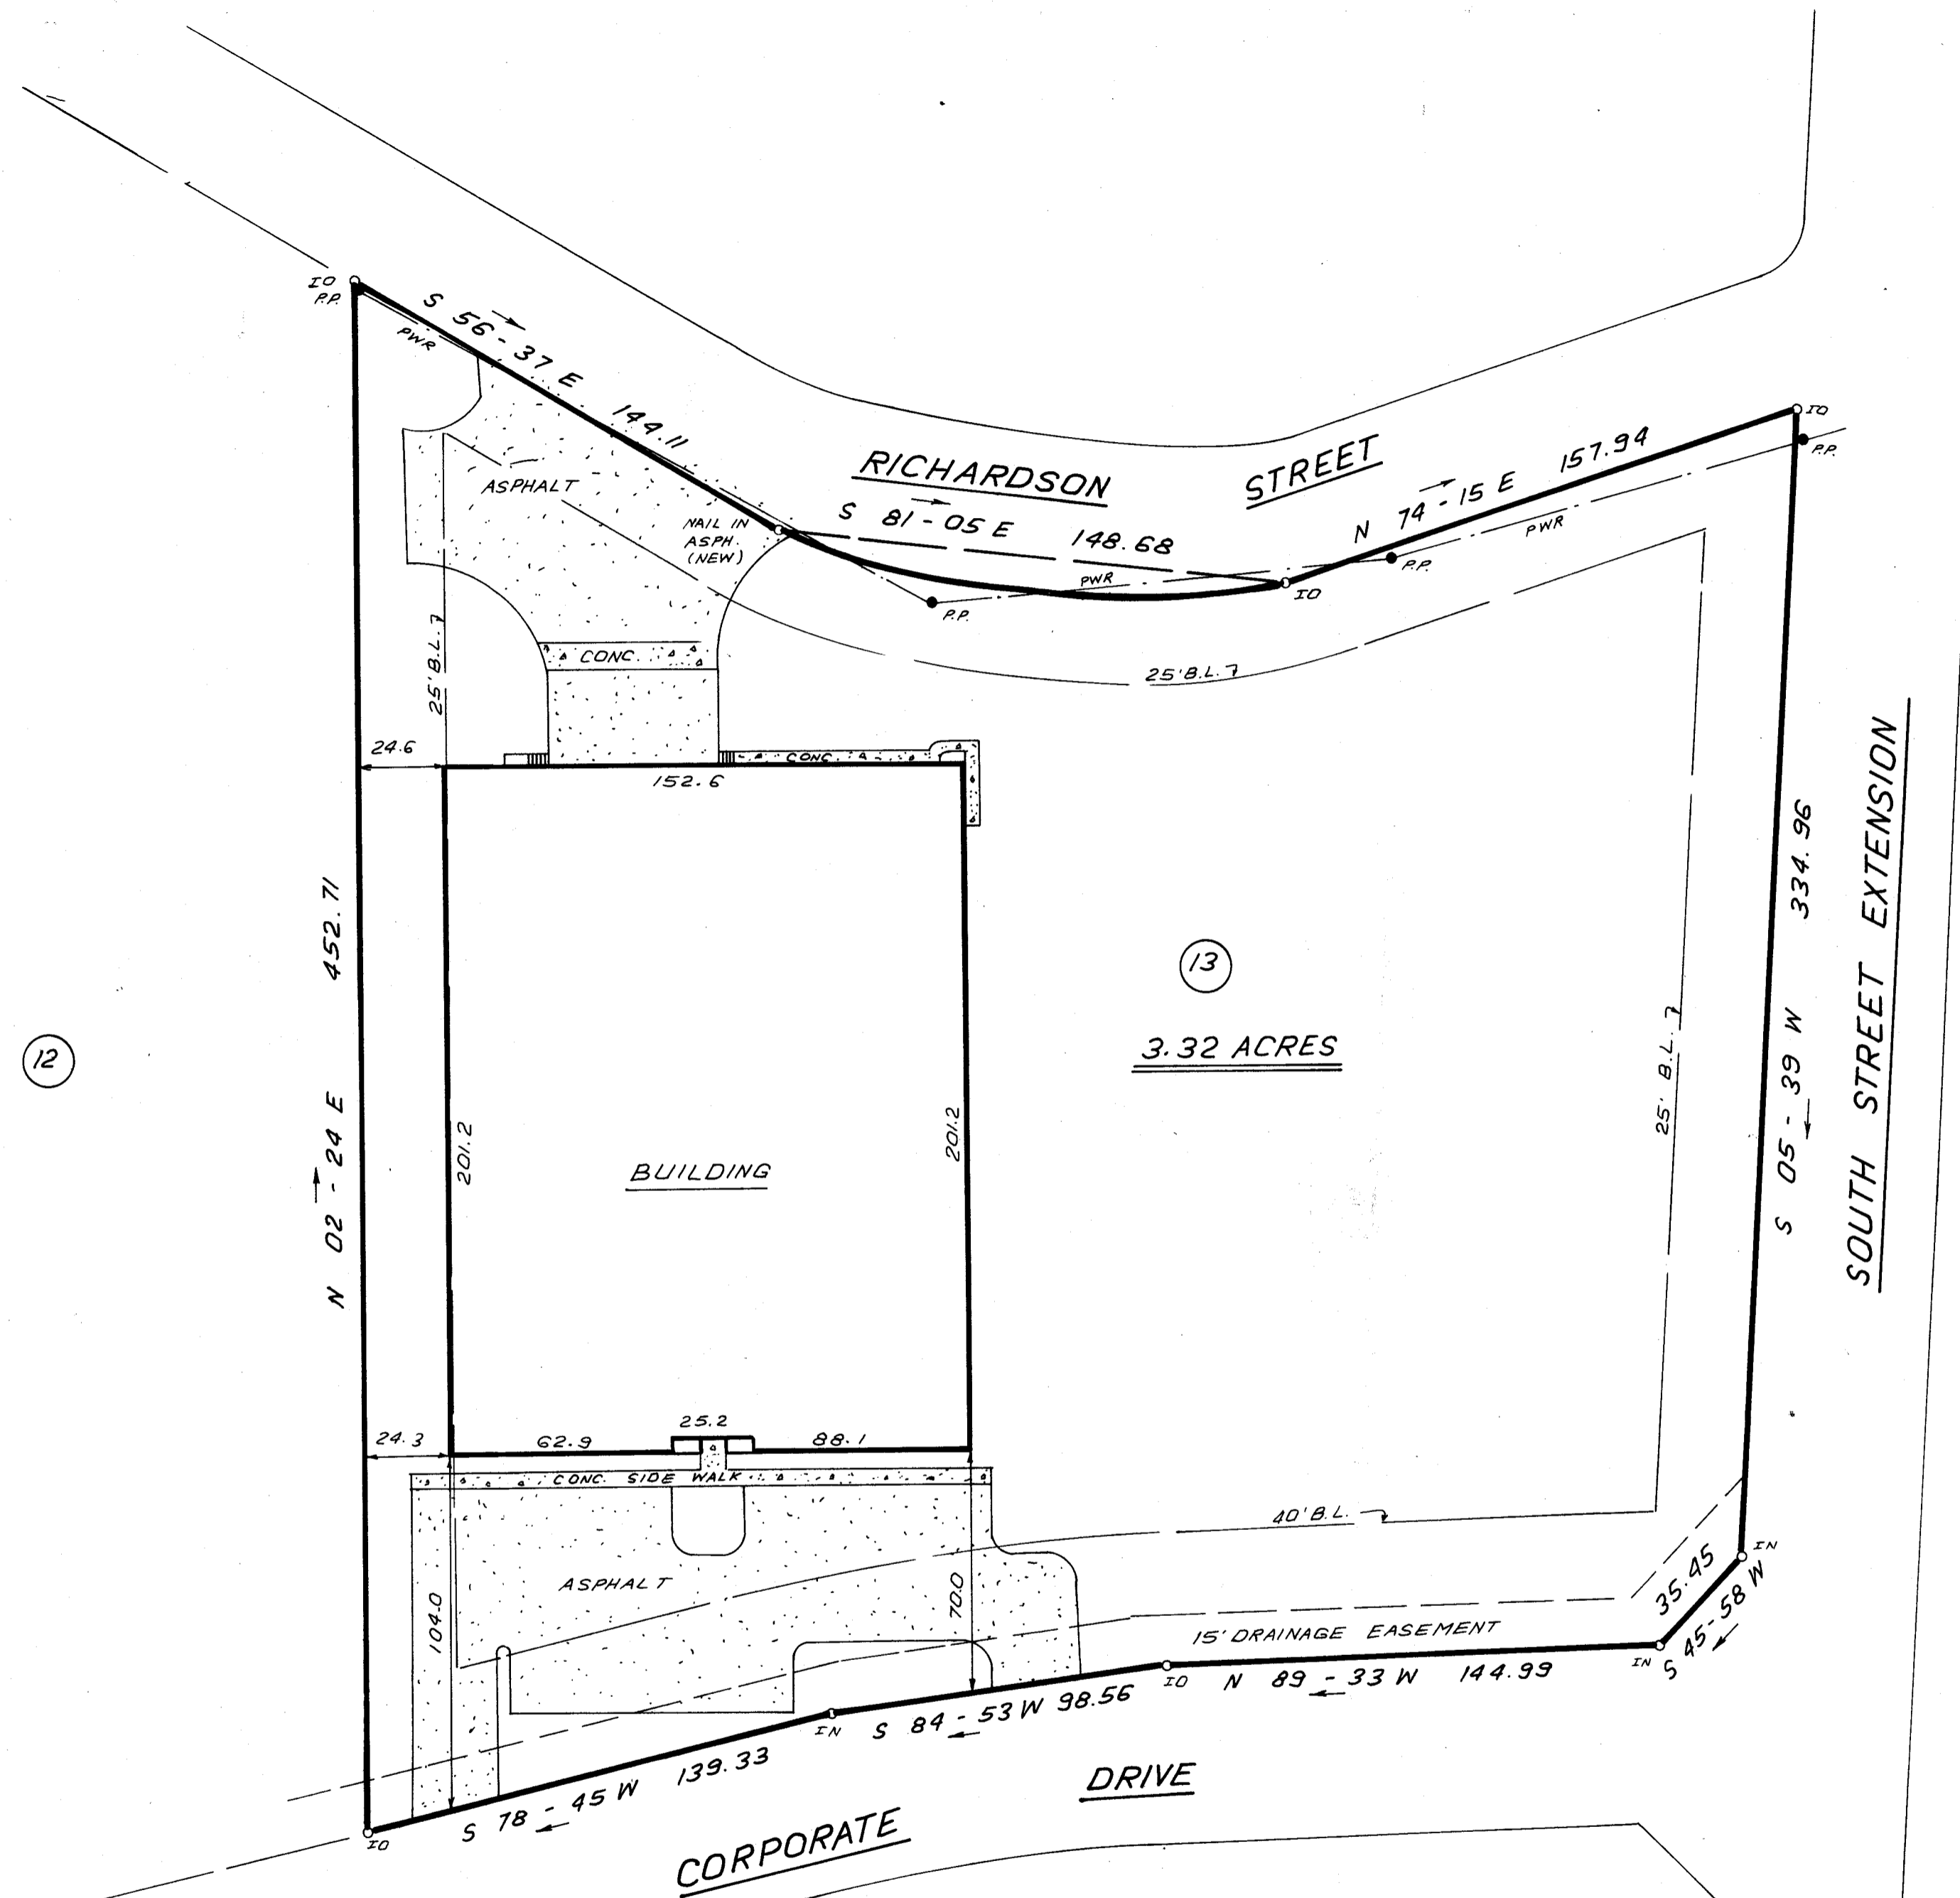 IO
P.P.
S 56-37 E 144.11
PWR
RICHARDSON STREET
S 81-05 E 148.68
N 74-15 E 157.94
IO
P.P.
PWR
P.P.
PWR
IO
P.P.
ASPHALT
NAIL IN
ASPH.
(NEW)
25' B.L.
CONC.
25' B.L.
24.6
CONC.
152.6
N 02-24 E 452.71
12
13
3.32 ACRES
201.2
201.2
BUILDING
25' B.L.
S 05-39 W 334.96
SOUTH STREET EXTENSION
24.3
62.9
25.2
88.1
CONC. SIDE WALK
40' B.L.
ASPHALT
104.0
70.0
15' DRAINAGE EASEMENT
35.45
S 45-58 W
IN
IN
N 89-33 W 144.99
IO
S 84-53 W 98.56
IN
S 78-45 W 139.33
IO
CORPORATE DRIVE